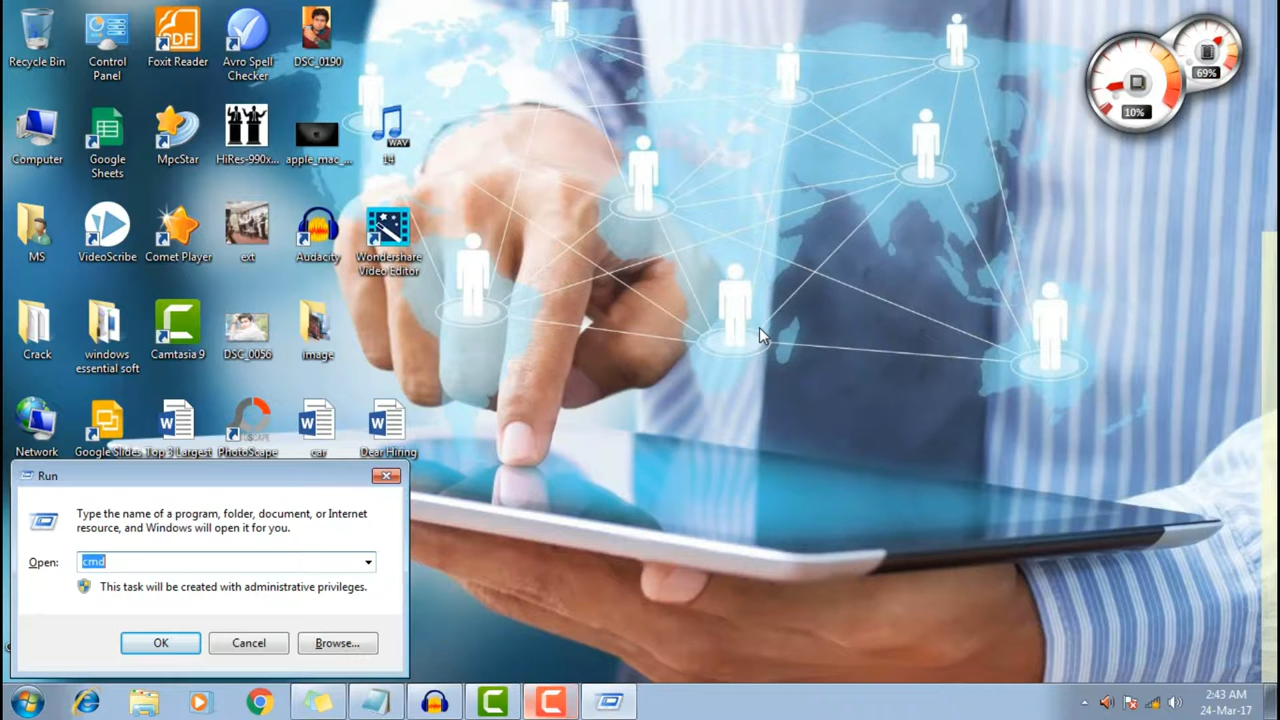 Recycle Bin
Control Panel
Foxit Reader
Avro Spell Checker
DSC_0190
Computer
Google Sheets
MpcStar
HiRes-990x...
apple_mac_...
WAV
14
MS
VideoScribe
Comet Player
ext
Audacity
Wondershare Video Editor
Crack
windows essential soft
Camtasia 9
DSC_0056
image
Network
Google Slides
Top 3 Largest
PhotoScape
car
Dear Hiring
69%
10%
Run
Type the name of a program, folder, document, or Internet
resource, and Windows will open it for you.
Open:
cmd
This task will be created with administrative privileges.
OK
Cancel
Browse...
2:43 AM
24-Mar-17